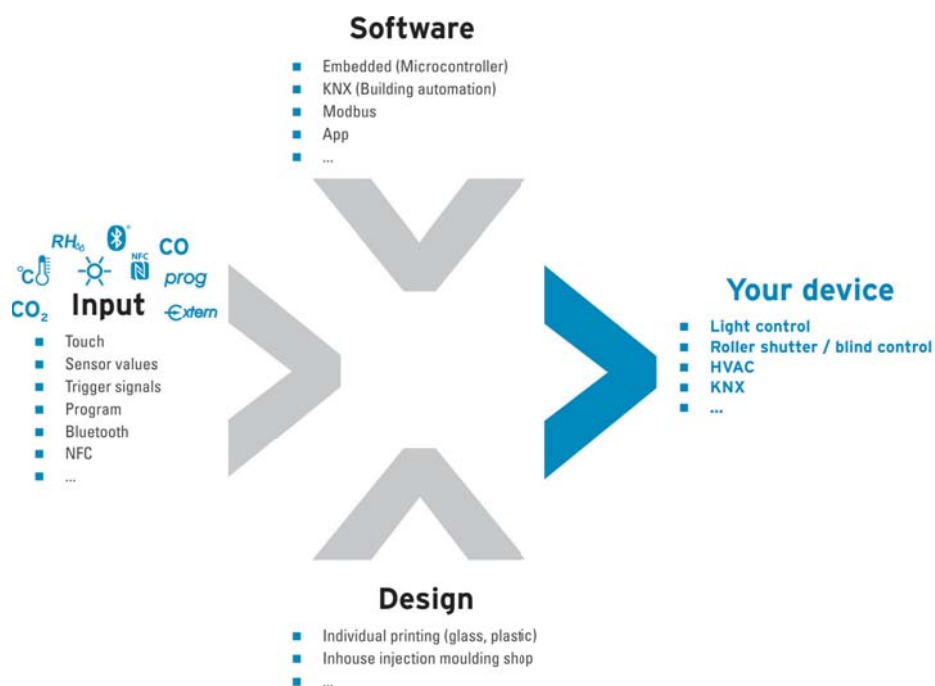 Software
Embedded (Microcontroller)
KNX (Building automation)
Modbus
App
...
RH
CO
°C
NFC
N
prog
CO₂
Input
Extern
Touch
Sensor values
Trigger signals
Program
Bluetooth
NFC
...
Your device
Light control
Roller shutter / blind control
HVAC
KNX
...
Design
Individual printing (glass, plastic)
Inhouse injection moulding shop
...